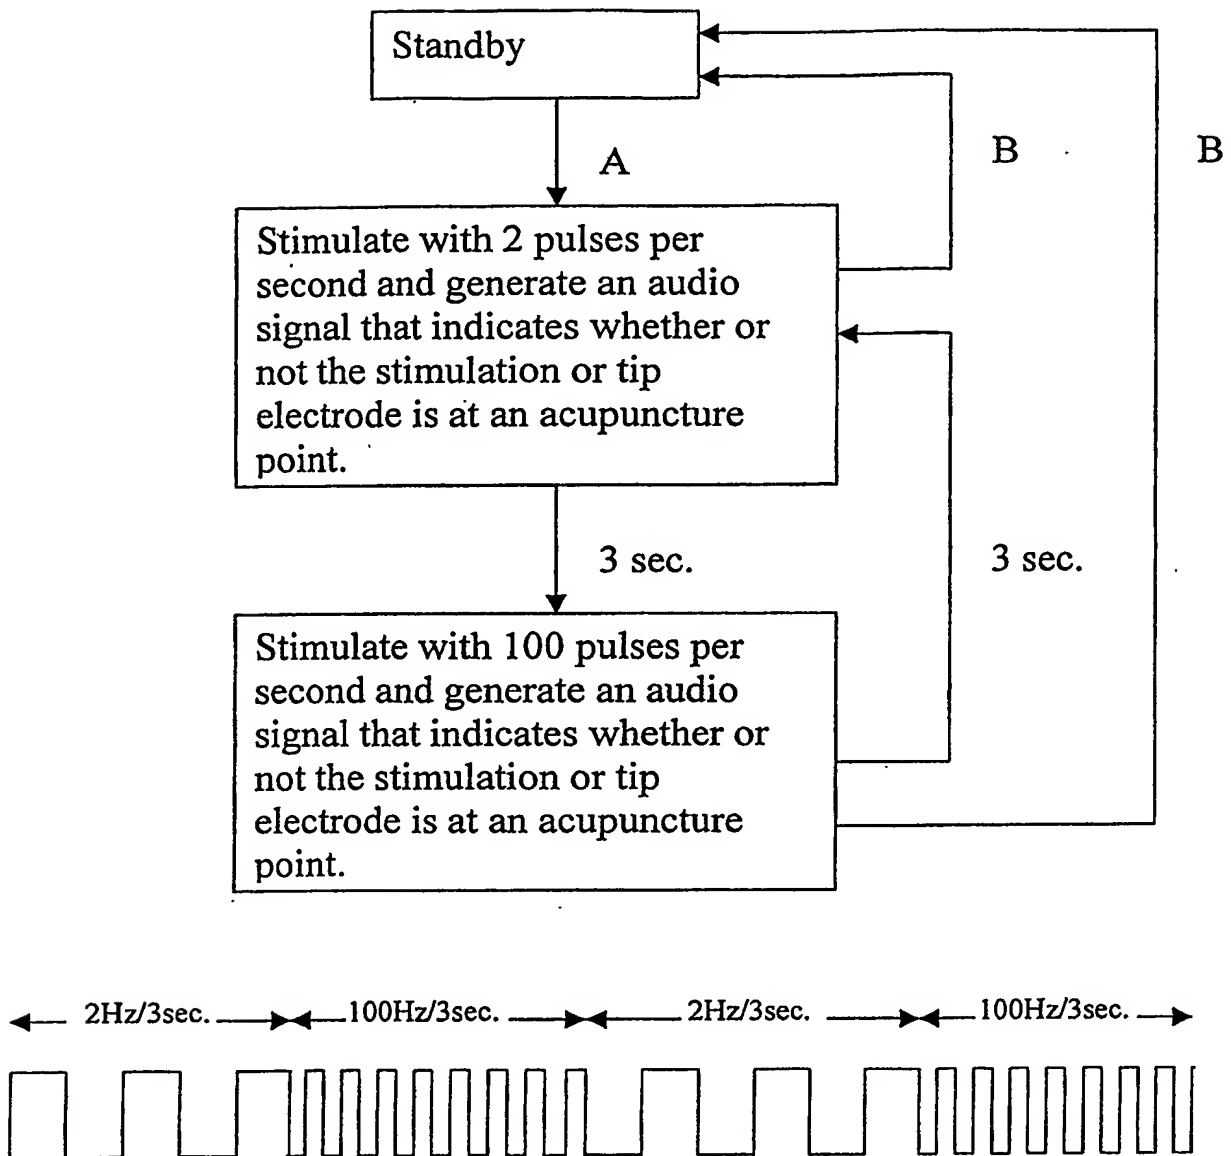 Standby
A
B
B
Stimulate with 2 pulses per
second and generate an audio
signal that indicates whether or
not the stimulation or tip
electrode is at an acupuncture
point.
3 sec.
3 sec.
Stimulate with 100 pulses per
second and generate an audio
signal that indicates whether or
not the stimulation or tip
electrode is at an acupuncture
point.
2Hz/3sec.
100Hz/3sec.
2Hz/3sec.
100Hz/3sec.